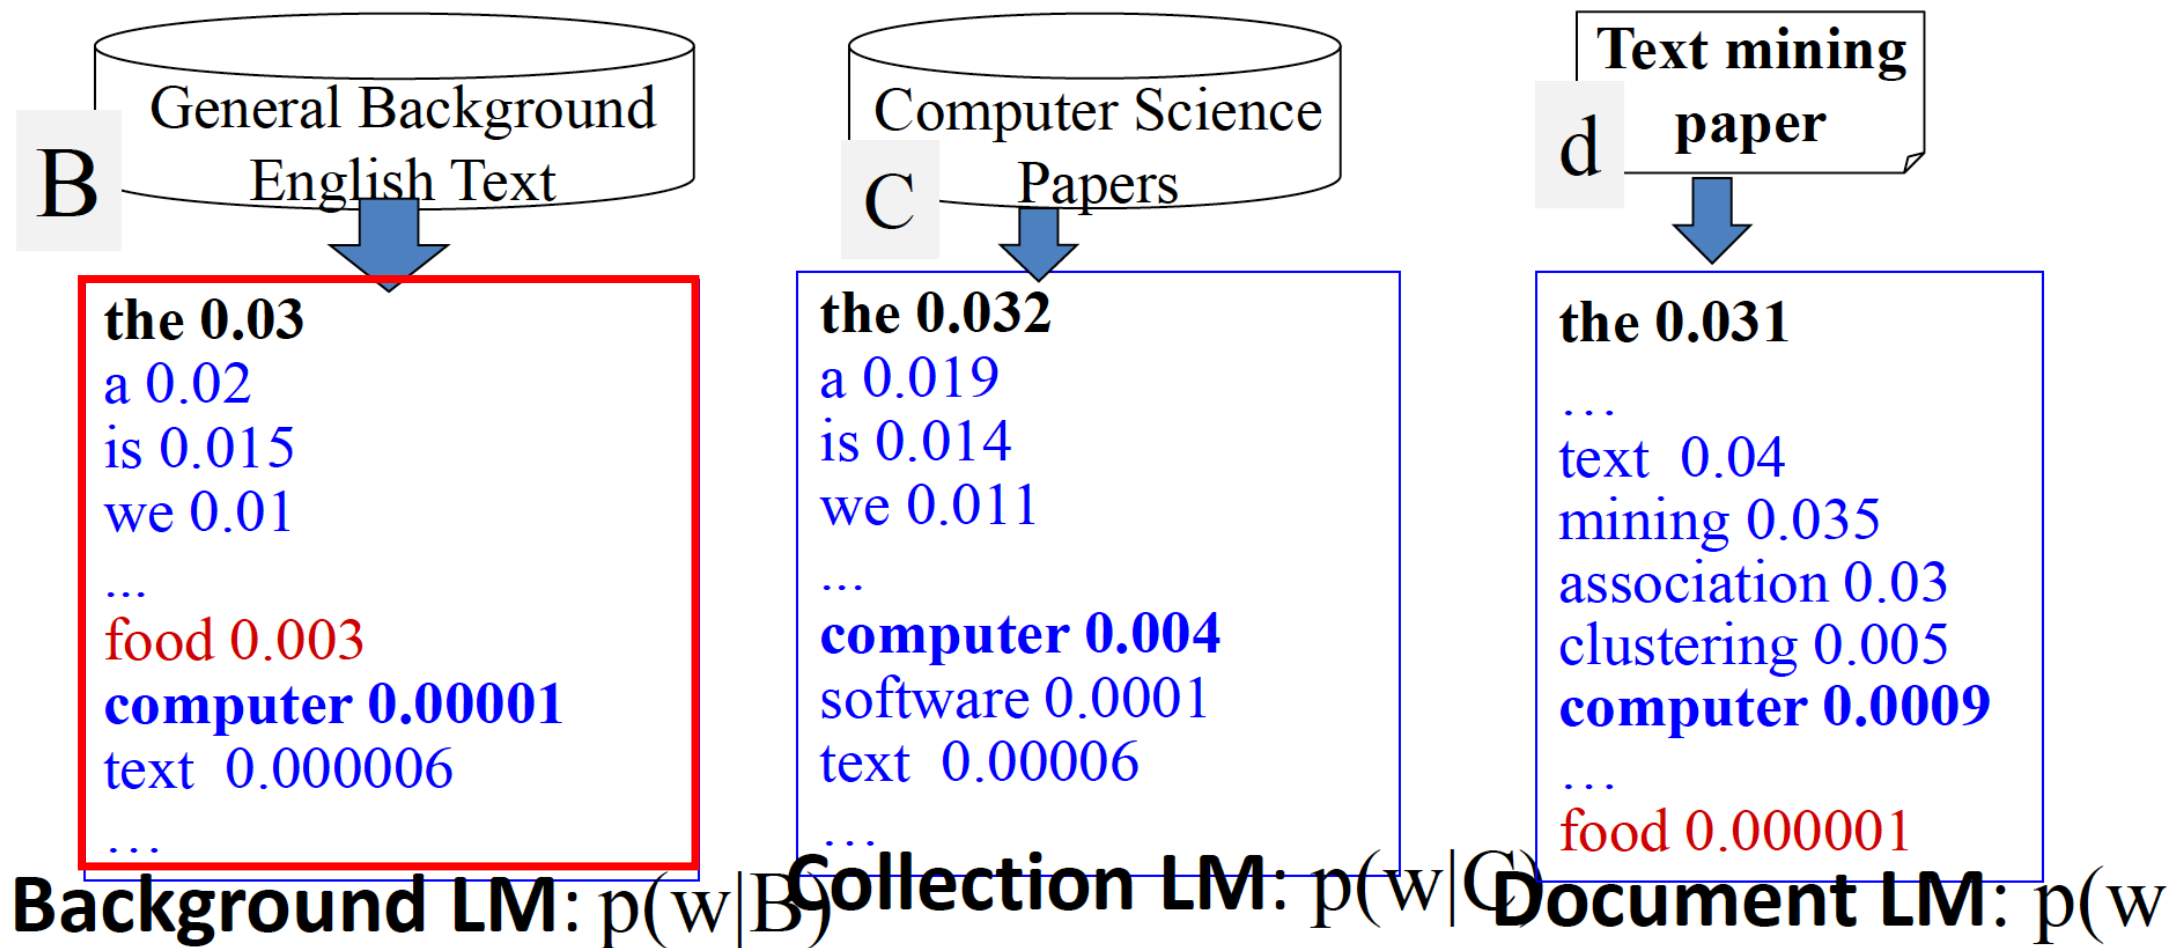 General Background
English Text
B
the 0.03
a 0.02
is 0.015
we 0.01
...
food 0.003
computer 0.00001
text 0.000006
…
Background LM: p(w|B)
Computer Science
Papers
C
the 0.032
a 0.019
is 0.014
we 0.011
...
computer 0.004
software 0.0001
text 0.00006
…
Collection LM: p(w|C)
Text mining
paper
d
the 0.031
…
text 0.04
mining 0.035
association 0.03
clustering 0.005
computer 0.0009
…
food 0.000001
Document LM: p(w